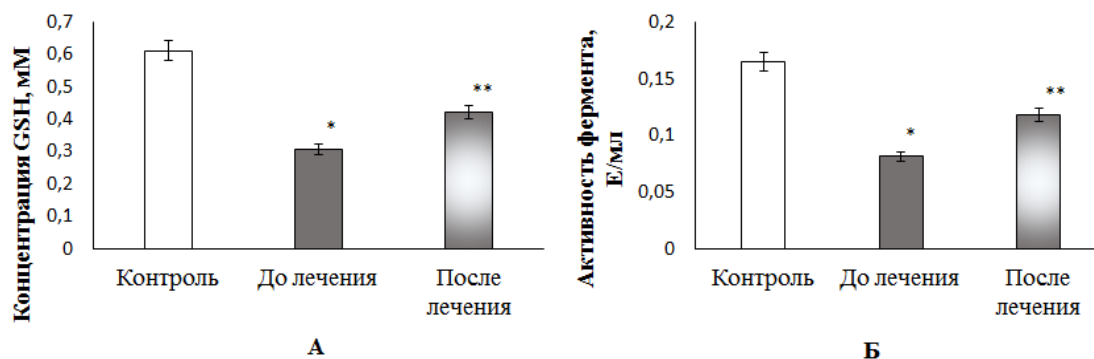 Концентрация GSH, мМ
0,7
0,6
0,5
0,4
0,3
0,2
0,1
0
*
**
Контроль
До лечения
После
лечения
А
Активность фермента,
Е/мл
0,2
0,15
0,1
0,05
0
*
**
Контроль
До лечения
После
лечения
Б